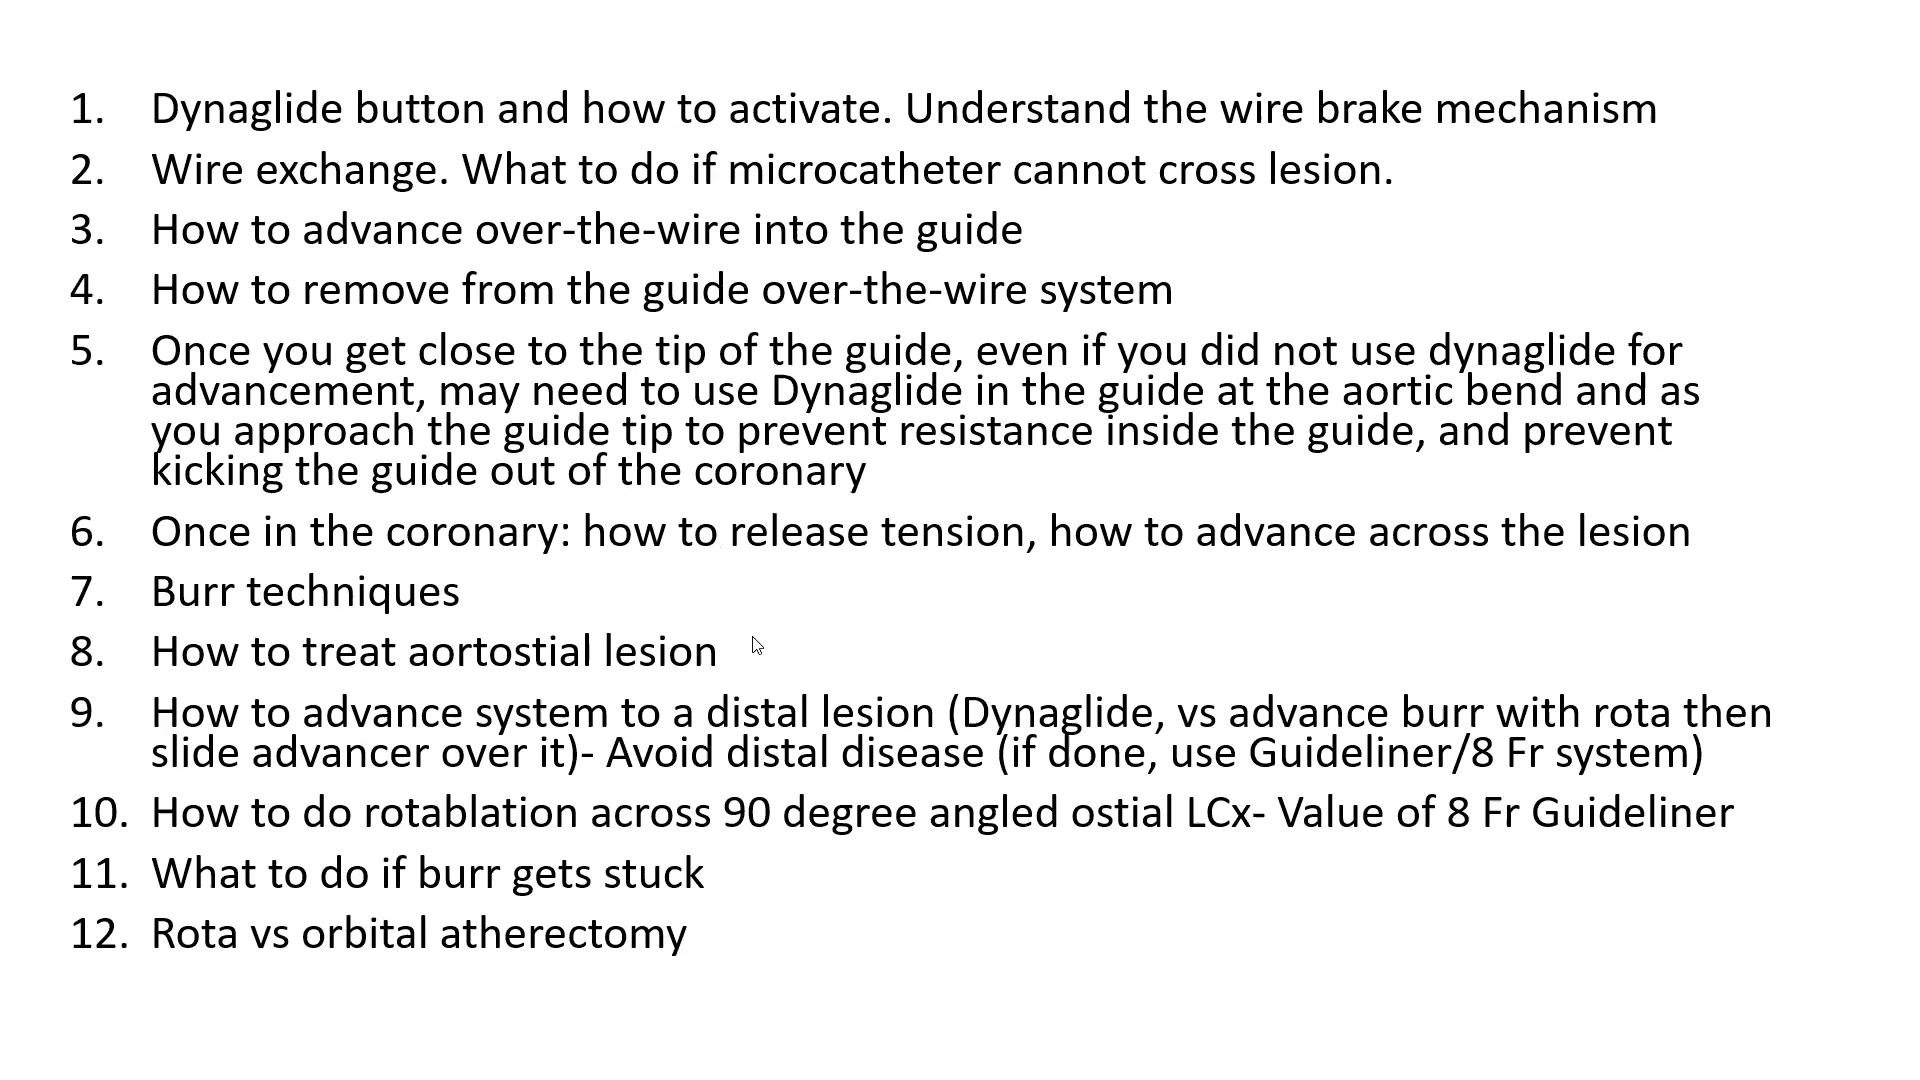 1. Dynaglide button and how to activate. Understand the wire brake mechanism
2. Wire exchange. What to do if microcatheter cannot cross lesion.
3. How to advance over-the-wire into the guide
4. How to remove from the guide over-the-wire system
5. Once you get close to the tip of the guide, even if you did not use dynaglide for
advancement, may need to use Dynaglide in the guide at the aortic bend and as
you approach the guide tip to prevent resistance inside the guide, and prevent
kicking the guide out of the coronary
6. Once in the coronary: how to release tension, how to advance across the lesion
7. Burr techniques
8. How to treat aortostial lesion
9. How to advance system to a distal lesion (Dynaglide, vs advance burr with rota then
slide advancer over it)- Avoid distal disease (if done, use Guideliner/8 Fr system)
10. How to do rotablation across 90 degree angled ostial LCx- Value of 8 Fr Guideliner
11. What to do if burr gets stuck
12. Rota vs orbital atherectomy